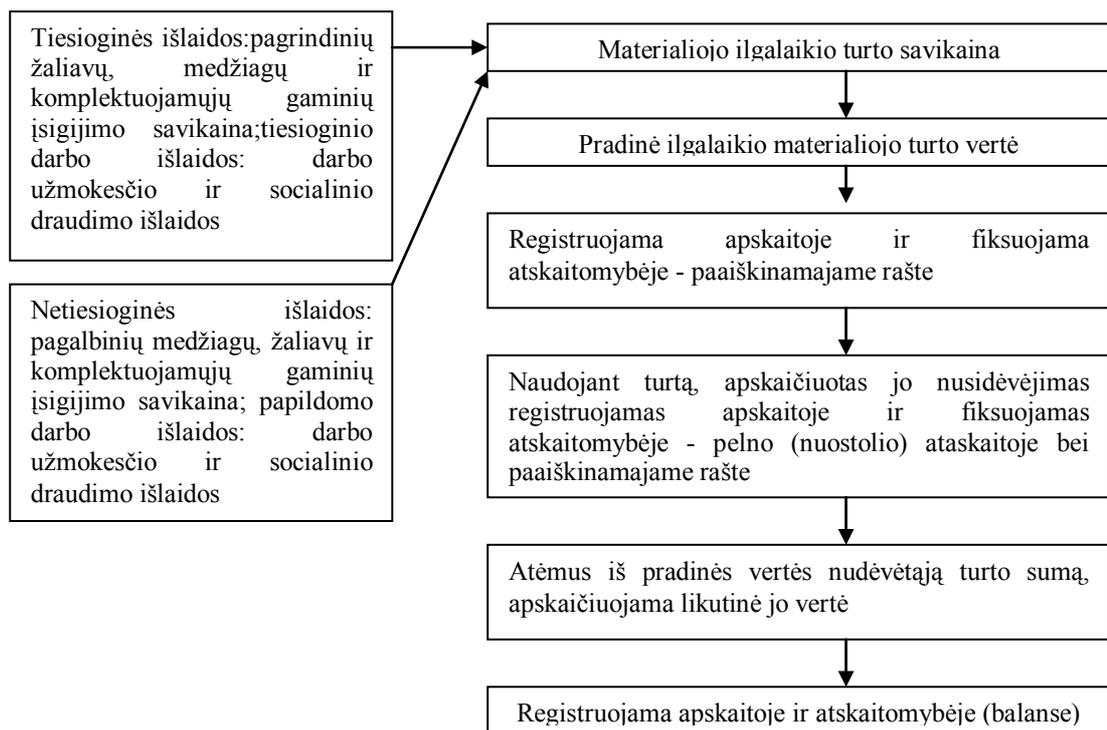 Tiesioginės išlaidos:pagrindinių
žaliavų, medžiagų ir
komplektuojamųjų gaminių
įsigijimo savikaina;tiesioginio
darbo išlaidos: darbo
užmokesčio ir socialinio
draudimo išlaidos
Netiesioginės išlaidos:
pagalbinių medžiagų, žaliavų ir
komplektuojamųjų gaminių
įsigijimo savikaina; papildomo
darbo išlaidos: darbo
užmokesčio ir socialinio
draudimo išlaidos
Materialiojo ilgalaikio turto savikaina
Pradinė ilgalaikio materialiojo turto vertė
Registruojama apskaitoje ir fiksuojama
atskaitomybėje - paaiškinamajame rašte
Naudojant turtą, apskaičiuotas jo nusidėvėjimas
registruojamas apskaitoje ir fiksuojamas
atskaitomybėje - pelno (nuostolio) ataskaitoje bei
paaiškinamajame rašte
Atėmus iš pradinės vertės nudėvėtąją turto sumą,
apskaičiuojama likutinė jo vertė
Registruojama apskaitoje ir atskaitomybėje (balanse)